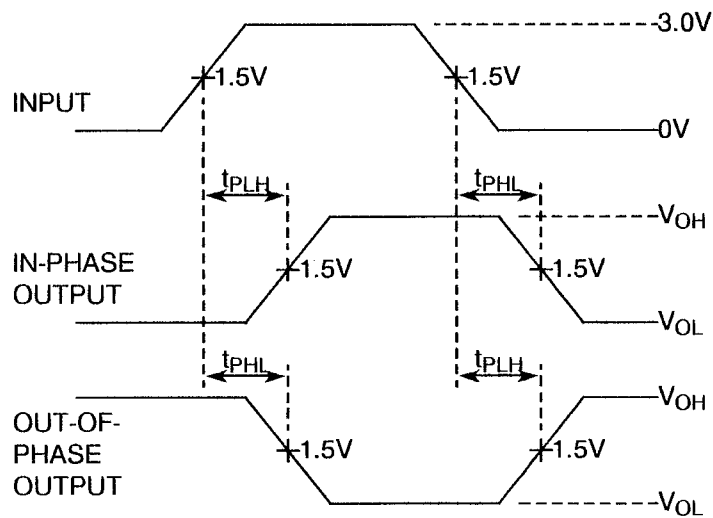 3.0V
1.5V
1.5V
INPUT
0V
tPLH
tPHL
VOH
IN-PHASE
OUTPUT
1.5V
1.5V
VOL
tPHL
tPLH
VOH
OUT-OF-
PHASE
OUTPUT
1.5V
1.5V
VOL